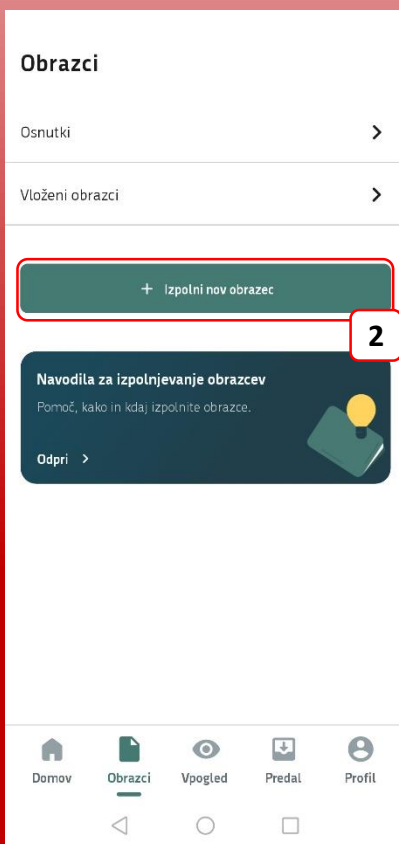 Obrazci
Osnutki
Vloženi obrazci
+ Izpolni nov obrazec
2
Navodila za izpolnjevanje obrazcev
Pomoč, kako in kdaj izpolnite obrazce.
Odpri
Domov Obrazci Vpogled Predal Profil